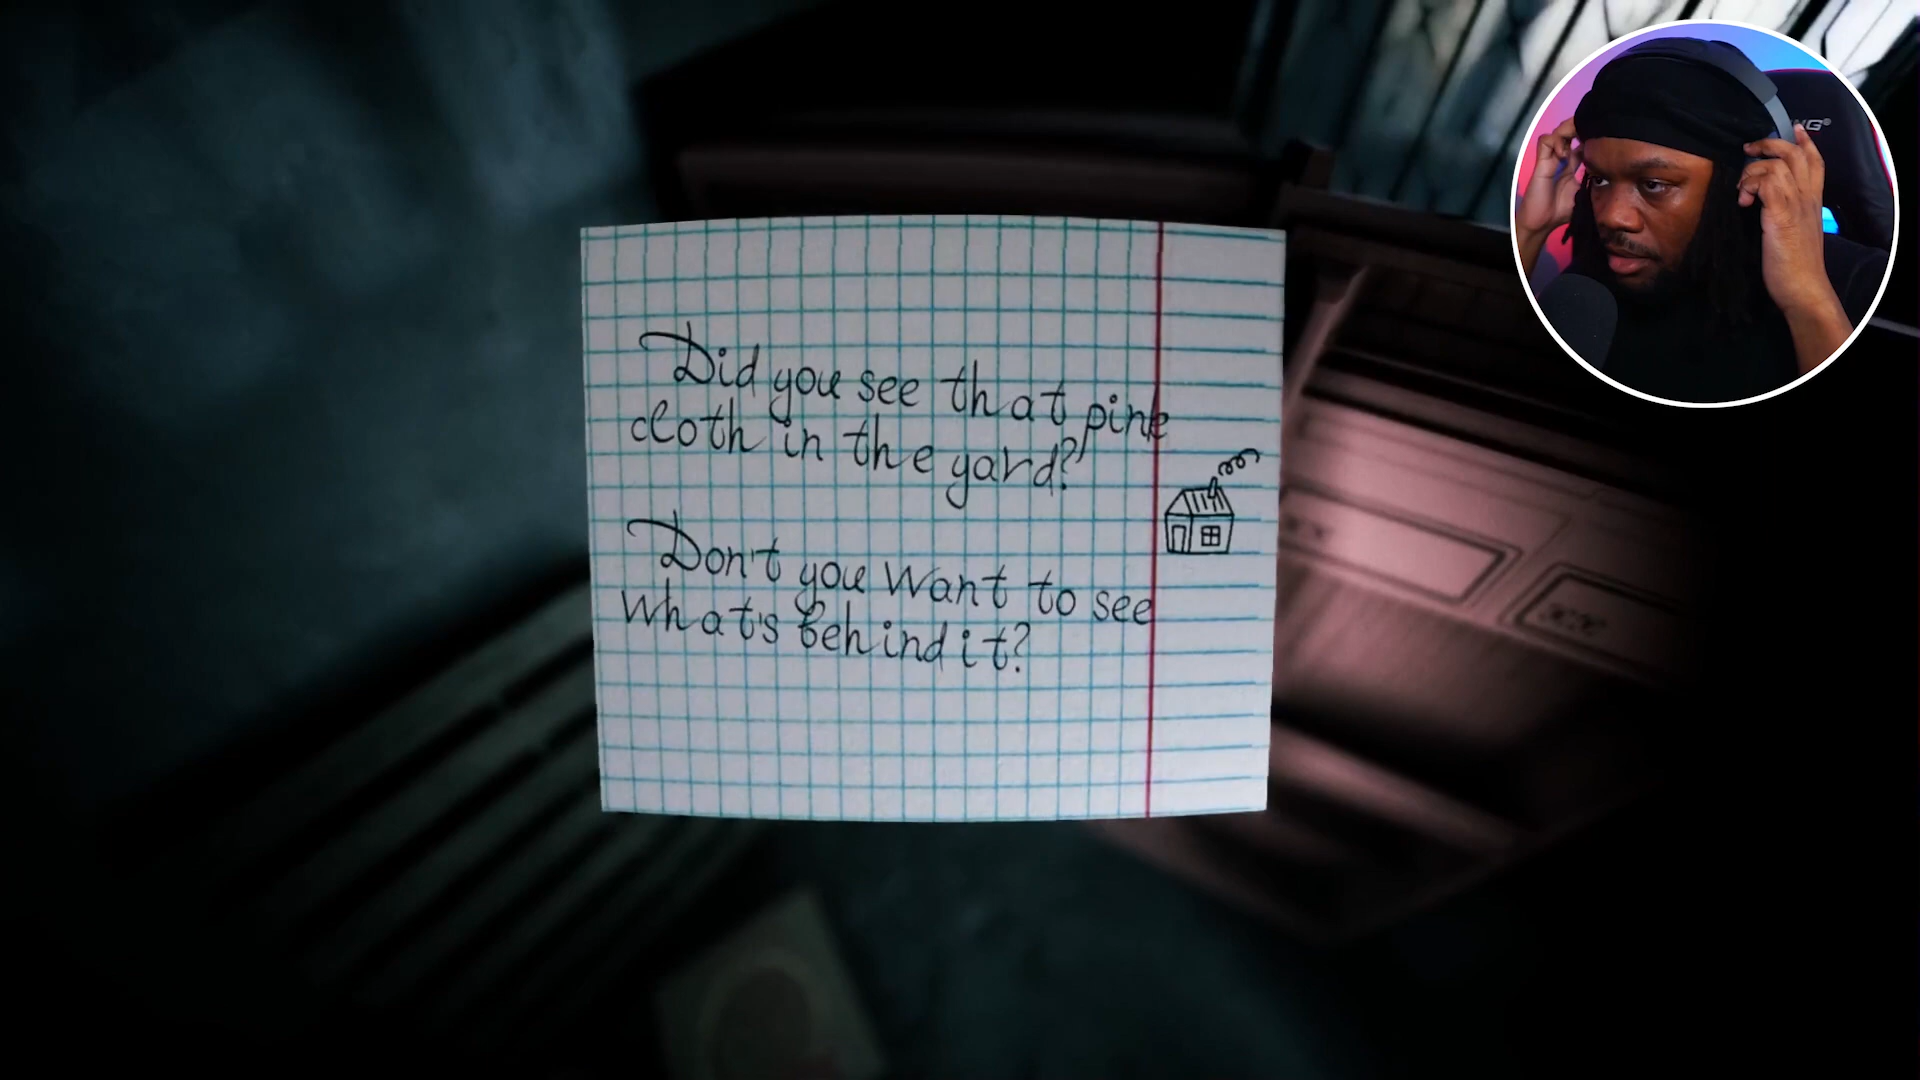 Did you see that pink
cloth in the yard?
Don't you want to see
what's behind it?